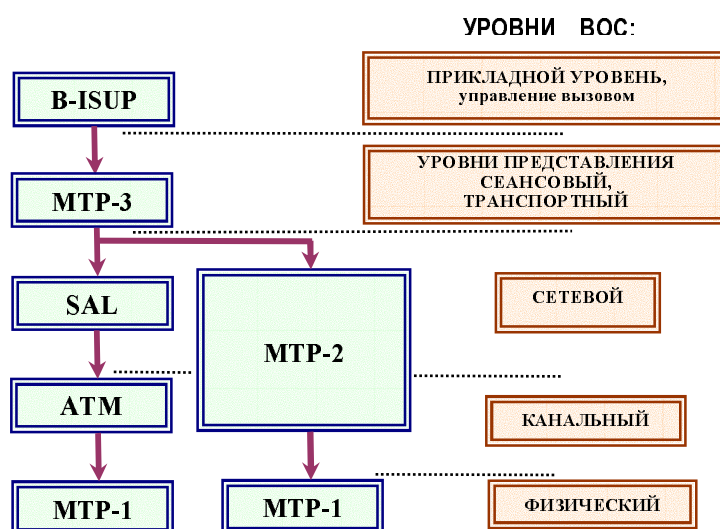 УРОВНИ ВОС:
B-ISUP
ПРИКЛАДНОЙ УРОВЕНЬ,
управление вызовом
MTP-3
УРОВНИ ПРЕДСТАВЛЕНИЯ
СЕАНСОВЫЙ,
ТРАНСПОРТНЫЙ
SAL
MTP-2
СЕТЕВОЙ
ATM
КАНАЛЬНЫЙ
MTP-1
MTP-1
ФИЗИЧЕСКИЙ